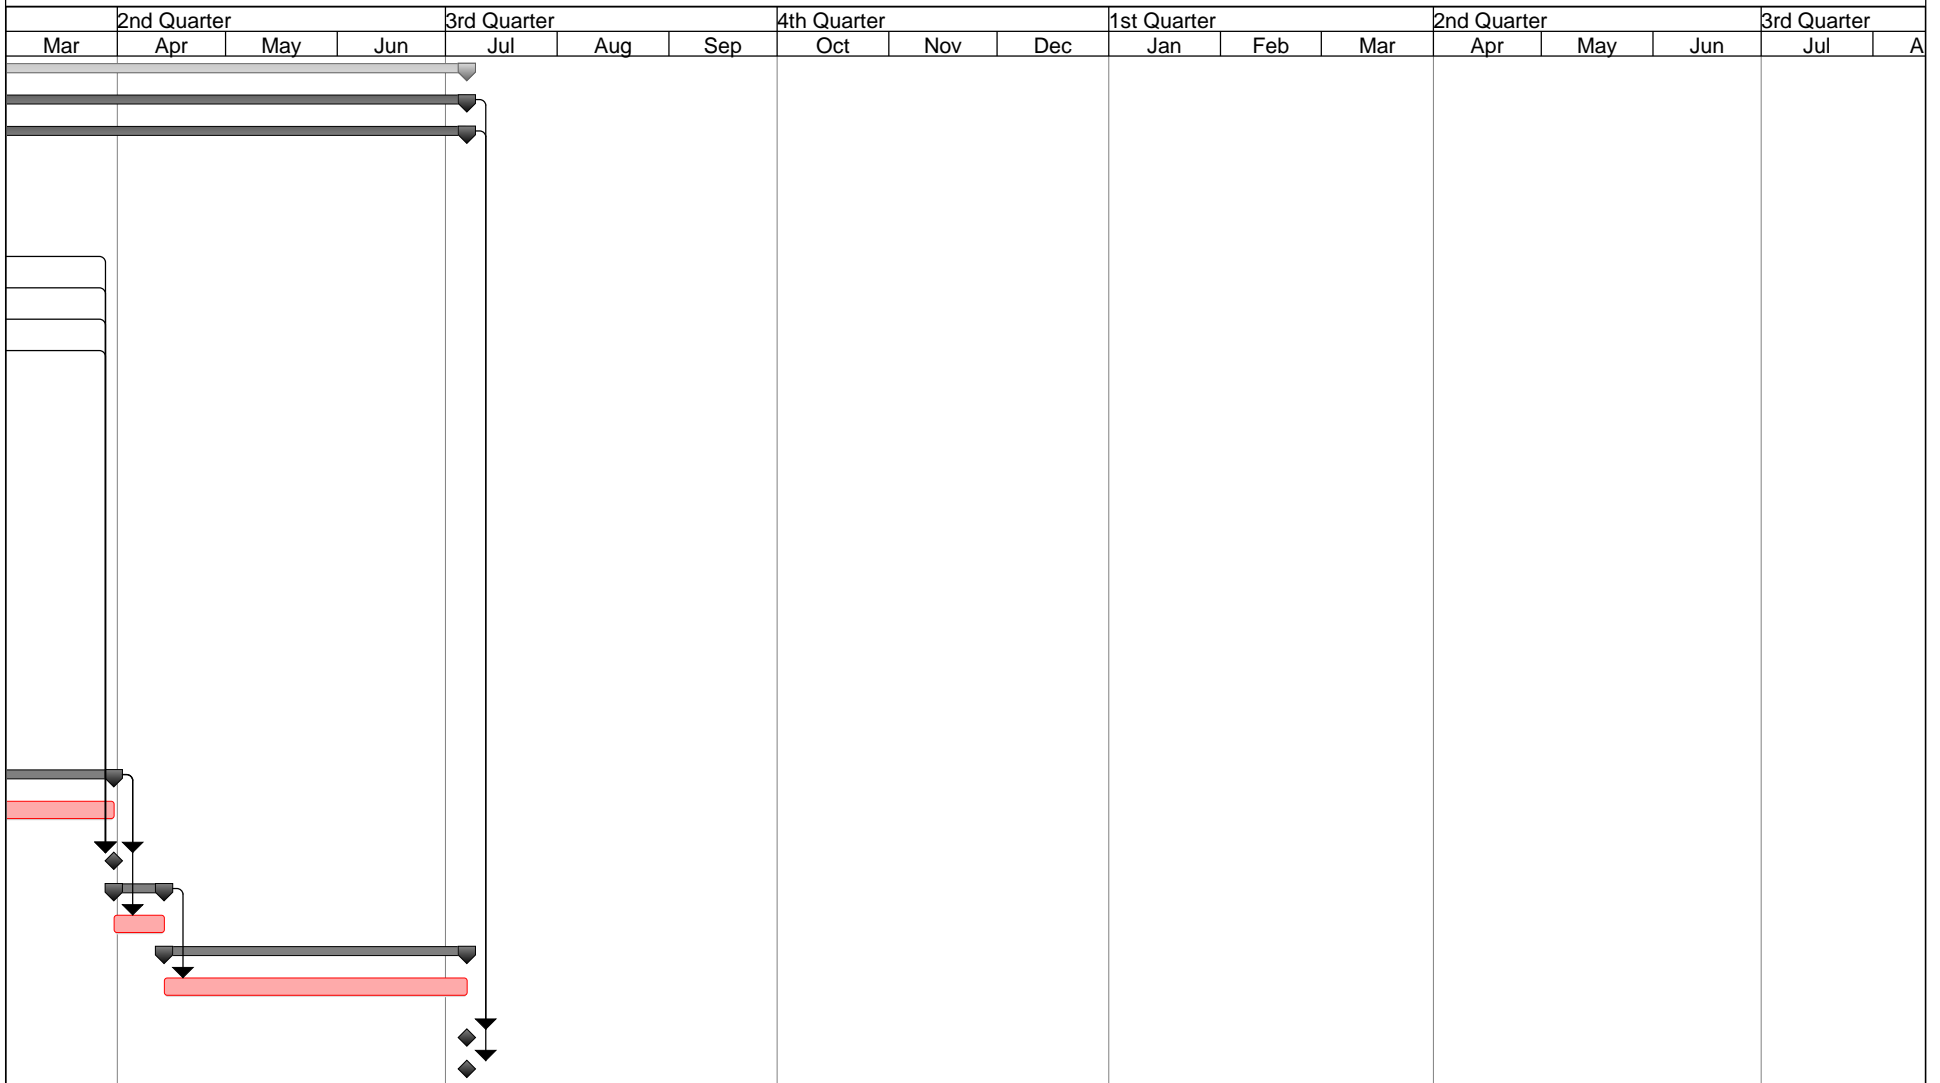 2nd Quarter 3rd Quarter 4th Quarter 1st Quarter 2nd Quarter 3rd Quarter
Mar Apr May Jun Jul Aug Sep Oct Nov Dec Jan Feb Mar Apr May Jun Jul A